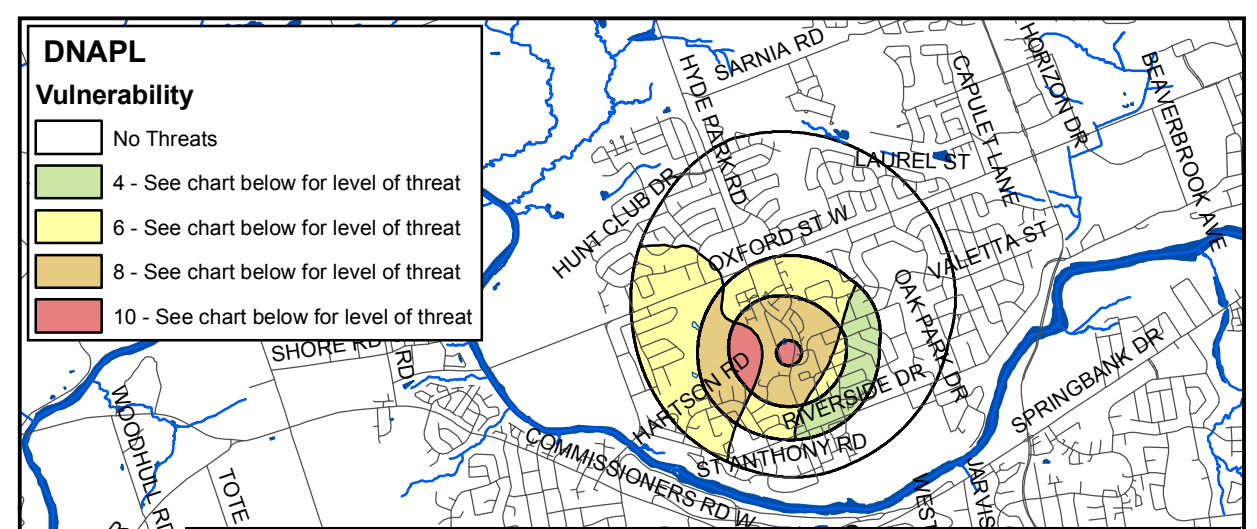 DNAPL
Vulnerability
No Threats
4 - See chart below for level of threat
6 - See chart below for level of threat
8 - See chart below for level of threat
10 - See chart below for level of threat
SARNIA RD
HYDE PARK RD
CAPULET LANE
HORIZON DR
BEAVERBROOK AVE
LAUREL ST
HUNT CLUB DR
OXFORD ST W
VALETTA ST
OAK PARK DR
SHORE RD
RD
HARTSON RD
RIVERSIDE DR
SPRINGBANK DR
WOODHULL RD
TOTE
COMMISSIONERS RD W
ST ANTHONY RD
WEST
JARVIS